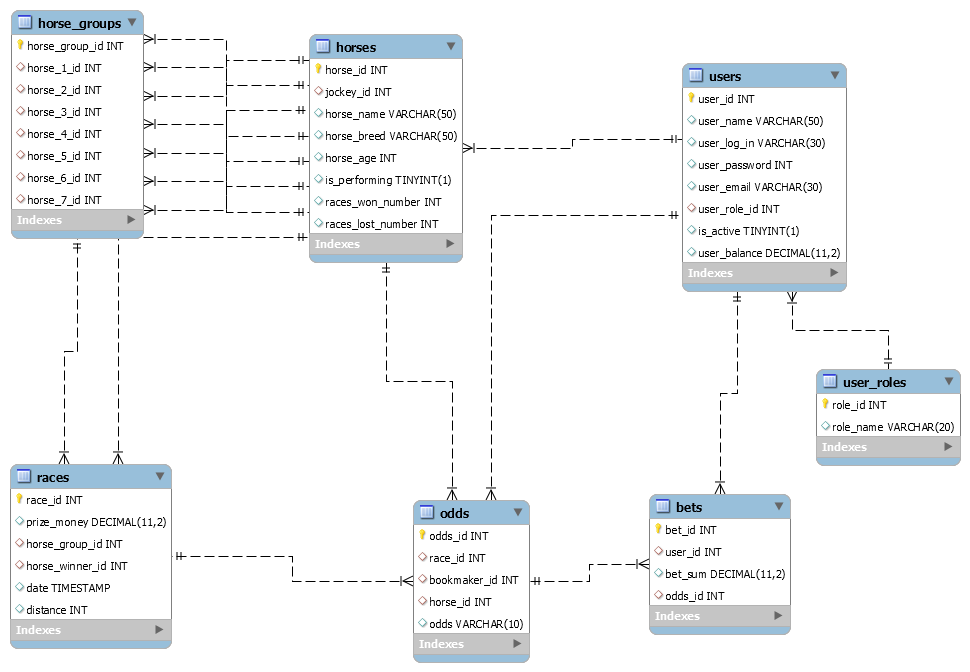 horse_groups
horse_group_id INT
horse_1_id INT
horse_2_id INT
horse_3_id INT
horse_4_id INT
horse_5_id INT
horse_6_id INT
horse_7_id INT
Indexes
horses
horse_id INT
jockey_id INT
horse_name VARCHAR(50)
horse_breed VARCHAR(50)
horse_age INT
is_performing TINYINT(1)
races_won_number INT
races_lost_number INT
Indexes
users
user_id INT
user_name VARCHAR(50)
user_log_in VARCHAR(30)
user_password INT
user_email VARCHAR(30)
user_role_id INT
is_active TINYINT(1)
user_balance DECIMAL(11,2)
Indexes
user_roles
role_id INT
role_name VARCHAR(20)
Indexes
races
race_id INT
prize_money DECIMAL(11,2)
horse_group_id INT
horse_winner_id INT
date TIMESTAMP
distance INT
Indexes
odds
odds_id INT
race_id INT
bookmaker_id INT
horse_id INT
odds VARCHAR(10)
Indexes
bets
bet_id INT
user_id INT
bet_sum DECIMAL(11,2)
odds_id INT
Indexes